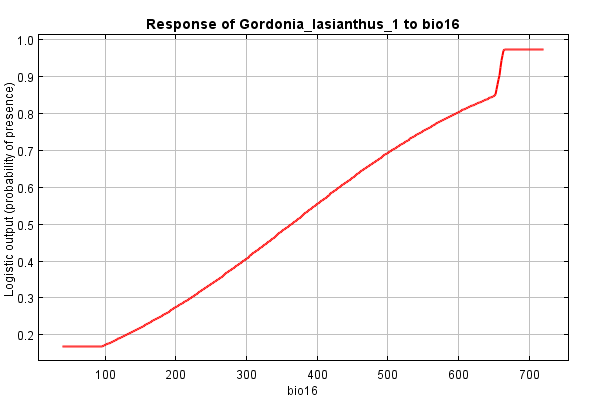 Response of Gordonia_lasianthus_1 to bio16
Logistic output (probability of presence)
1.0
0.9
0.8
0.7
0.6
0.5
0.4
0.3
0.2
100 200 300 400 500 600 700
bio16